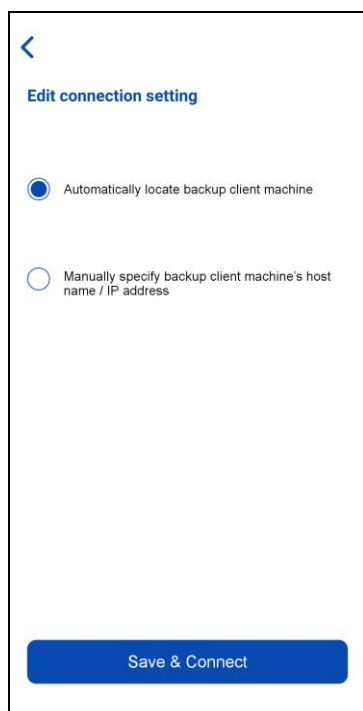 Edit connection setting
Automatically locate backup client machine
Manually specify backup client machine's host
name / IP address
Save & Connect